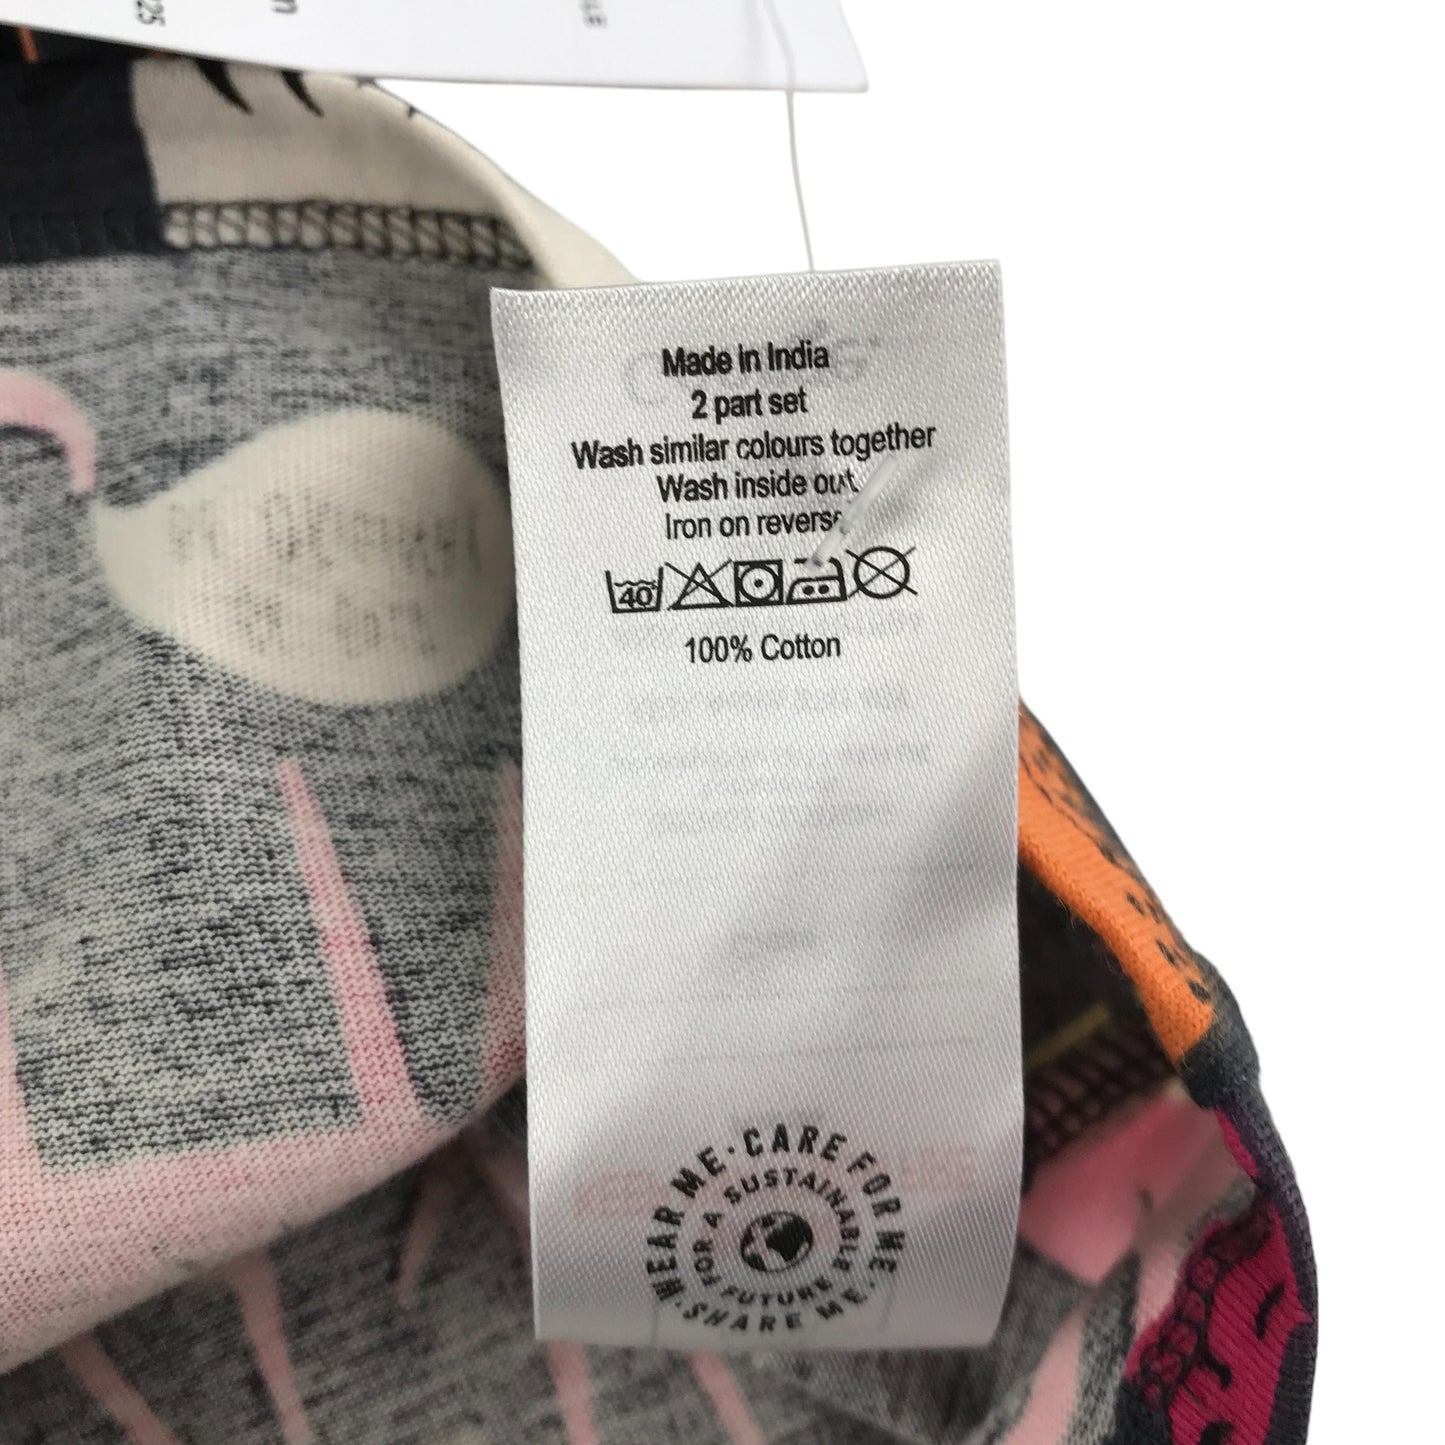 25
Made in India
2 part set
Wash similar colours together
Wash inside out
Iron on reverse
40
100% Cotton
WEAR ME · CARE FOR ME · SHARE ME ·
FOR A SUSTAINABLE FUTURE